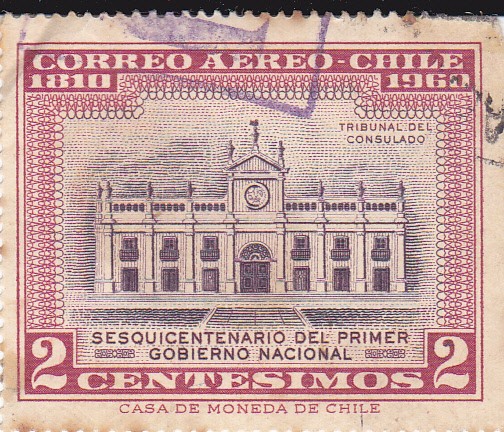 CORREO AEREO-CHILE
1810 1960
TRIBUNAL DEL
CONSULADO
SESQUICENTENARIO DEL PRIMER
GOBIERNO NACIONAL
2 CENTESIMOS 2
CASA DE MONEDA DE CHILE